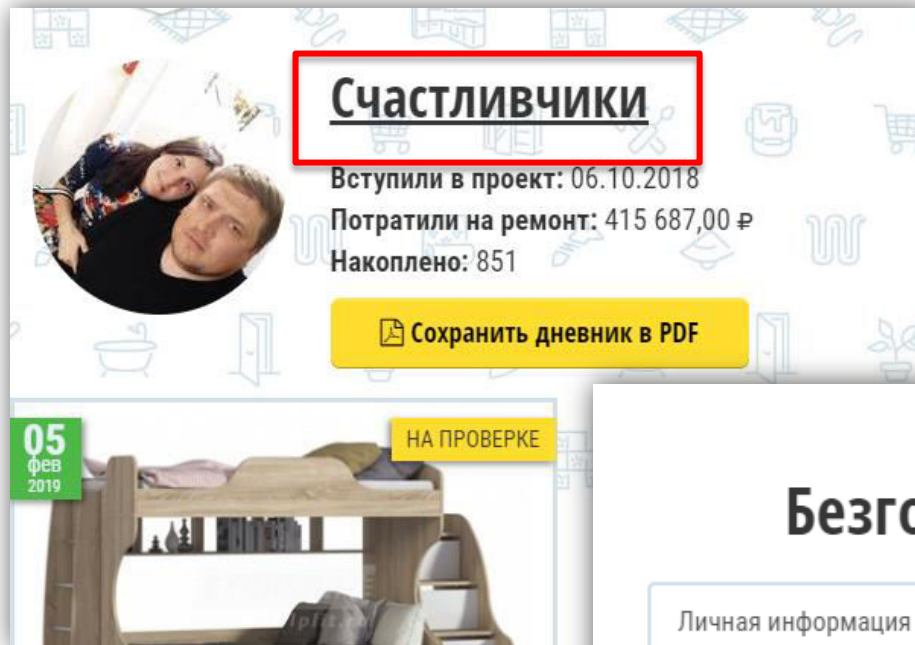 Счастливчики
Вступили в проект: 06.10.2018
Потратили на ремонт: 415 687,00 ₽
Накоплено: 851
Сохранить дневник в PDF
05
фев
2019
НА ПРОВЕРКЕ
Безго
Личная информация